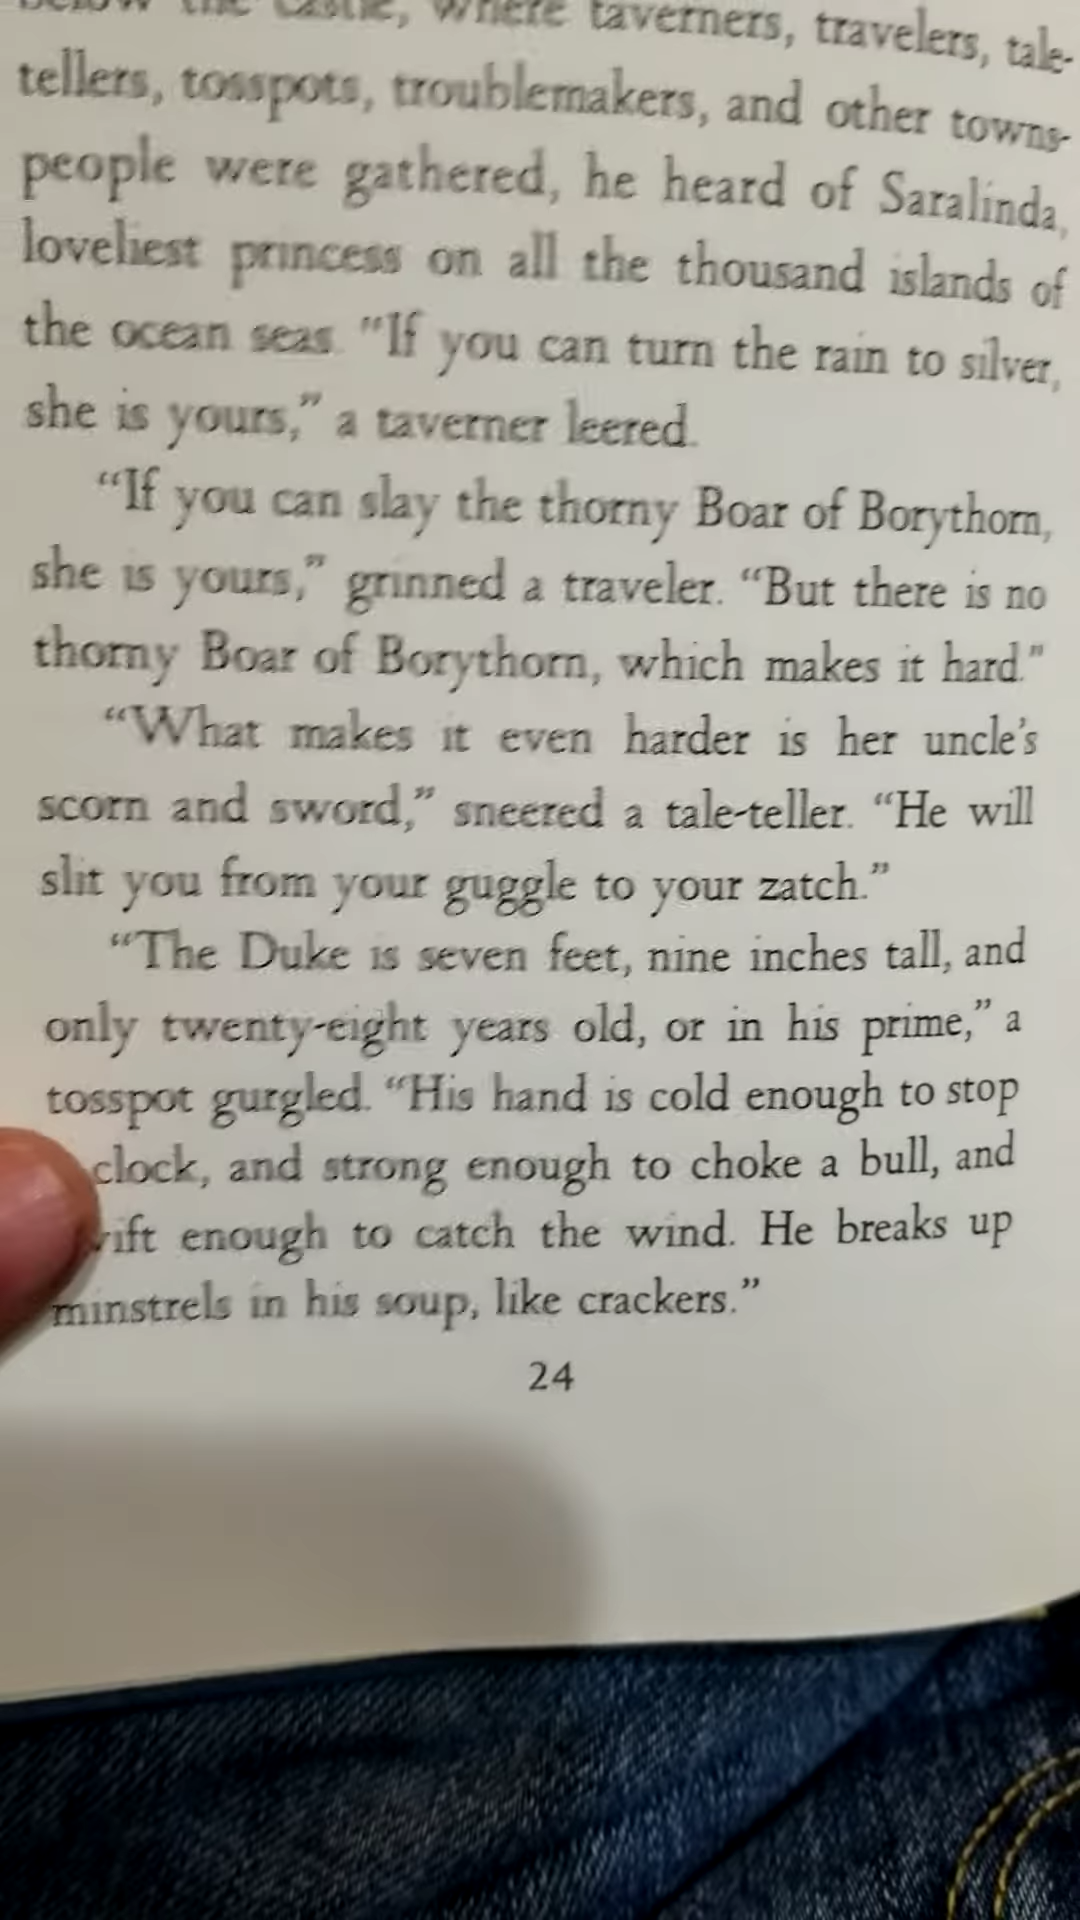 below the castle, where taverners, travelers, tale-
tellers, tosspots, troublemakers, and other towns-
people were gathered, he heard of Saralinda,
loveliest princess on all the thousand islands of
the ocean seas. "If you can turn the rain to silver,
she is yours," a taverner leered.
"If you can slay the thorny Boar of Borythorn,
she is yours," grinned a traveler. "But there is no
thorny Boar of Borythorn, which makes it hard."
"What makes it even harder is her uncle's
scorn and sword," sneered a tale-teller. "He will
slit you from your guggle to your zatch."
"The Duke is seven feet, nine inches tall, and
only twenty-eight years old, or in his prime," a
tosspot gurgled. "His hand is cold enough to stop
clock, and strong enough to choke a bull, and
enough to catch the wind. He breaks up
minstrels in his soup, like crackers."
24